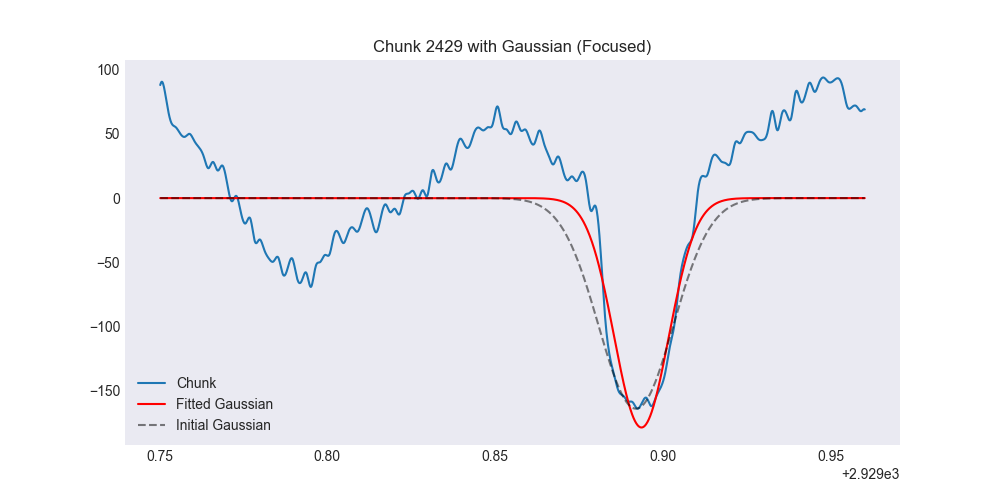 Chunk 2429 with Gaussian (Focused)
100
50
0
−50
−100
−150
Chunk
Fitted Gaussian
Initial Gaussian
0.75 0.80 0.85 0.90 0.95
+2.929e3